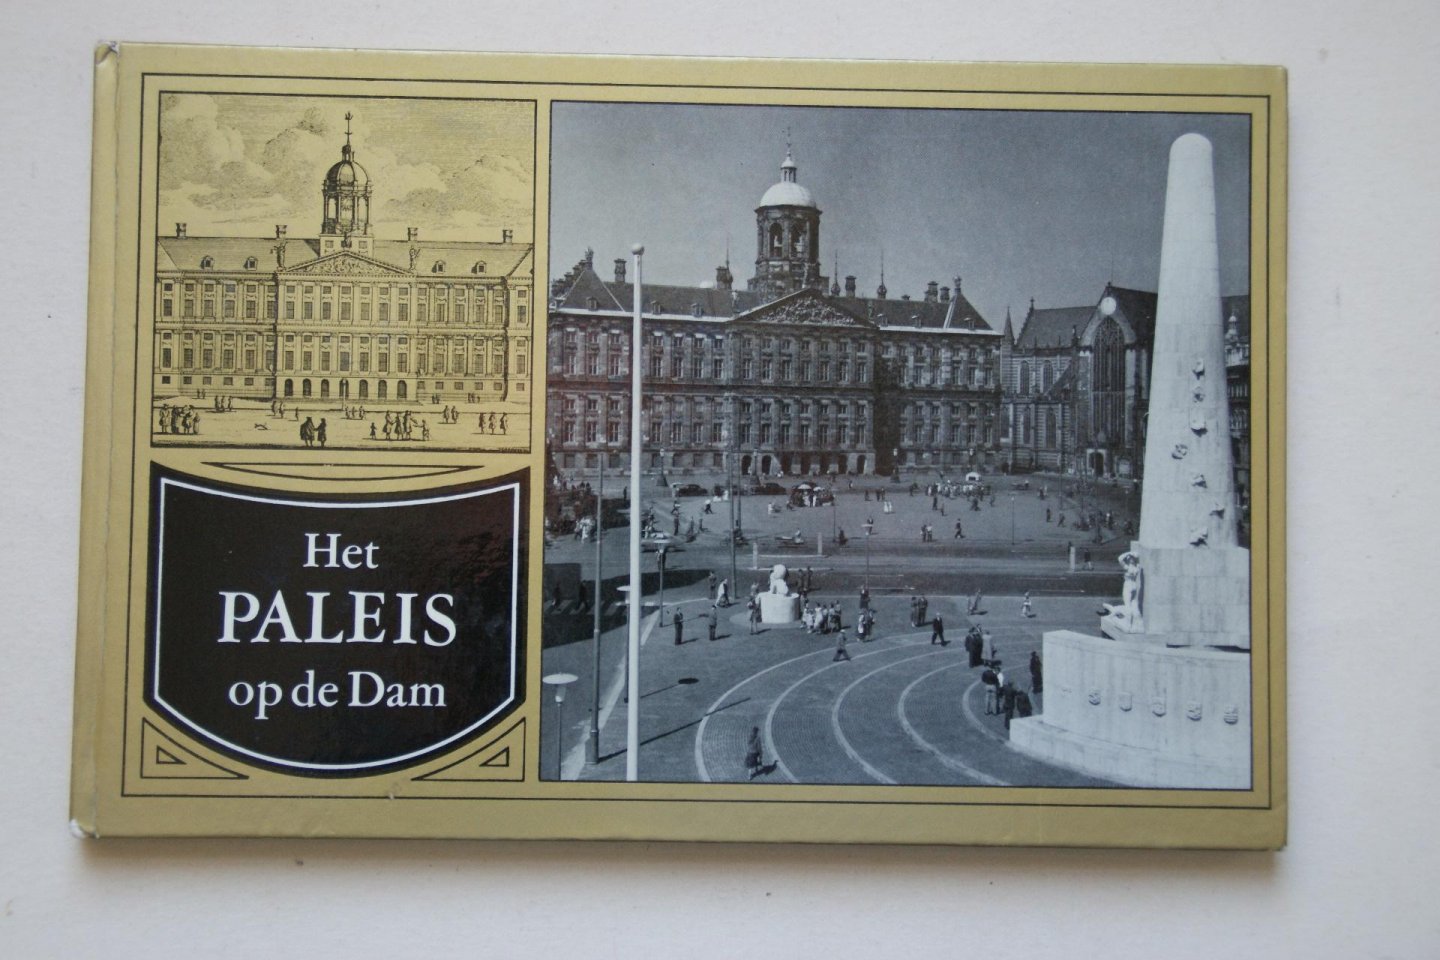 Het
PALEIS
op de Dam